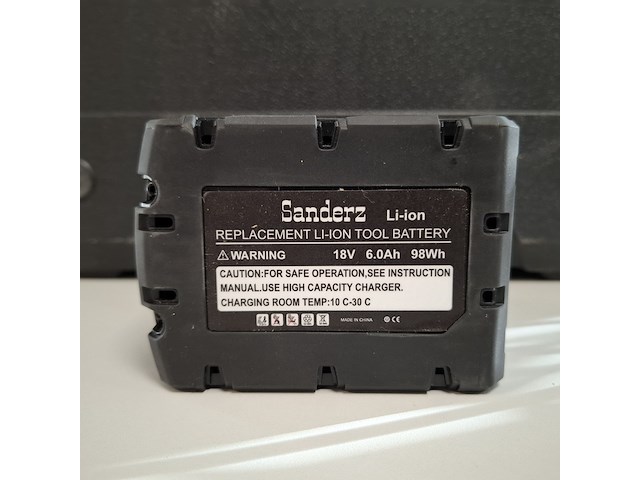 Sanderz Li-ion
REPLACEMENT LI-ION TOOL BATTERY
WARNING 18V 6.0Ah 98Wh
CAUTION:FOR SAFE OPERATION,SEE INSTRUCTION
MANUAL.USE HIGH CAPACITY CHARGER.
CHARGING ROOM TEMP:10 C-30 C
MADE IN CHINA CE